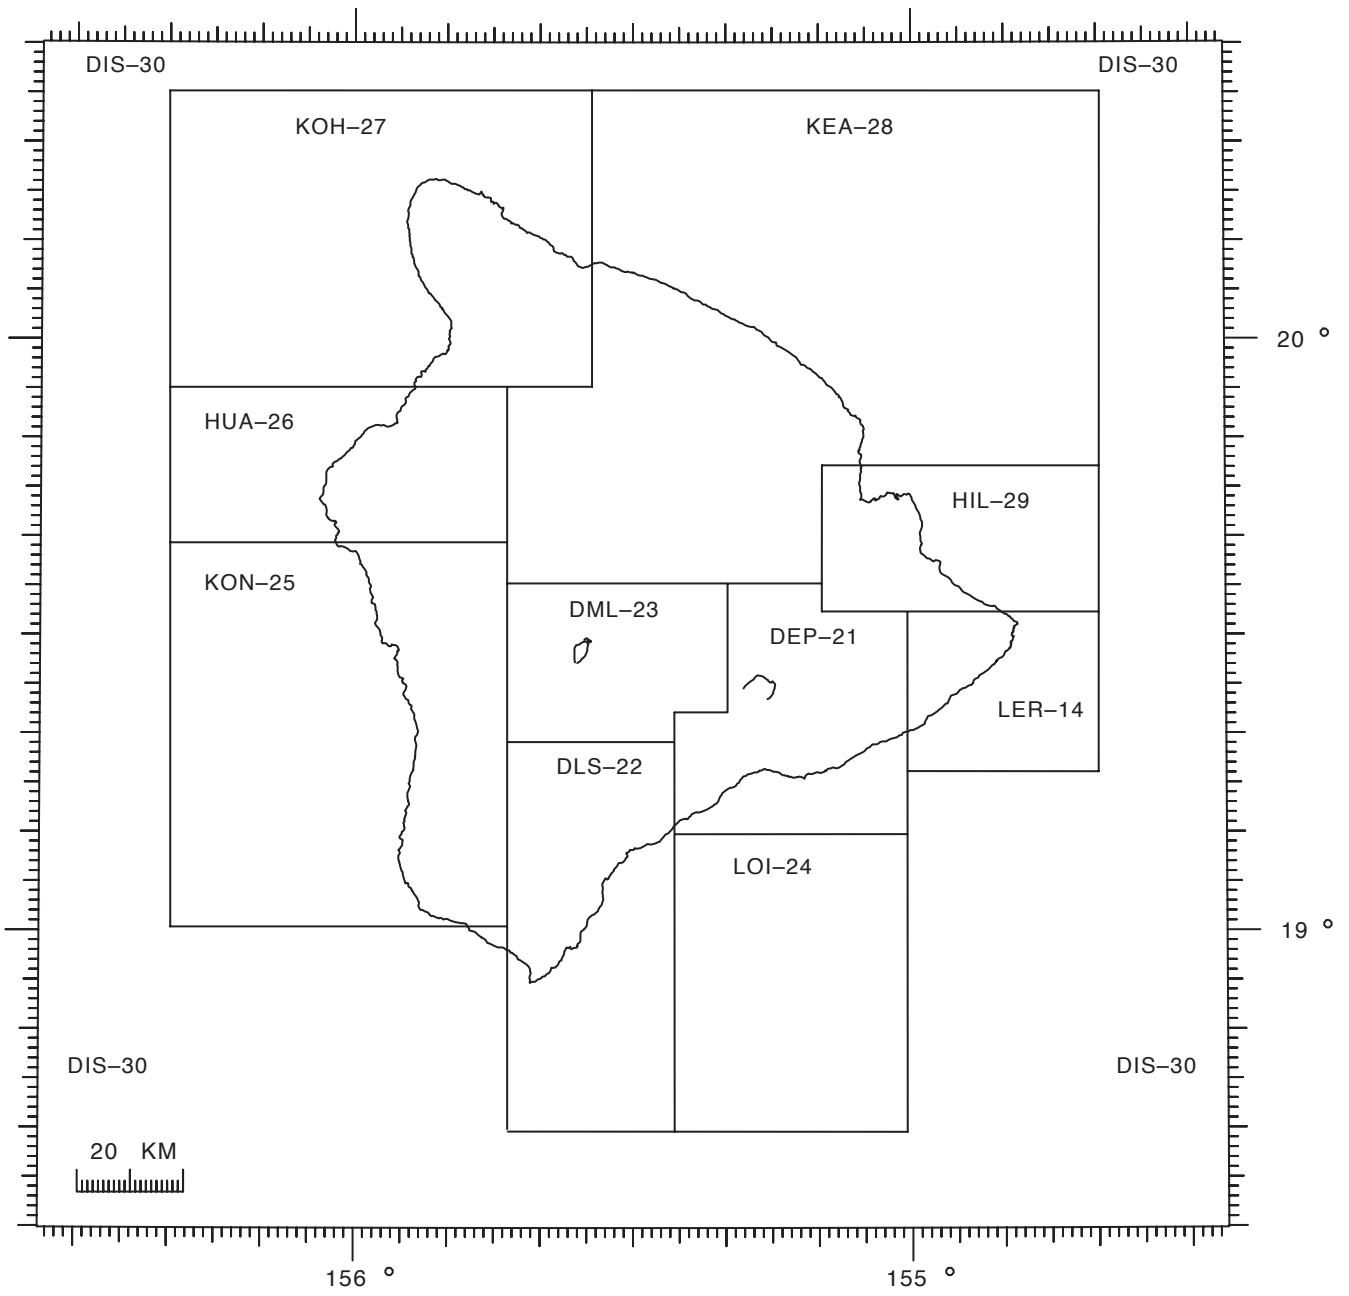 DIS–30
DIS–30
KOH–27
KEA–28
20 °
HUA–26
HIL–29
KON–25
DML–23
DEP–21
LER–14
DLS–22
LOI–24
19 °
DIS–30
DIS–30
20 KM
156 °
155 °